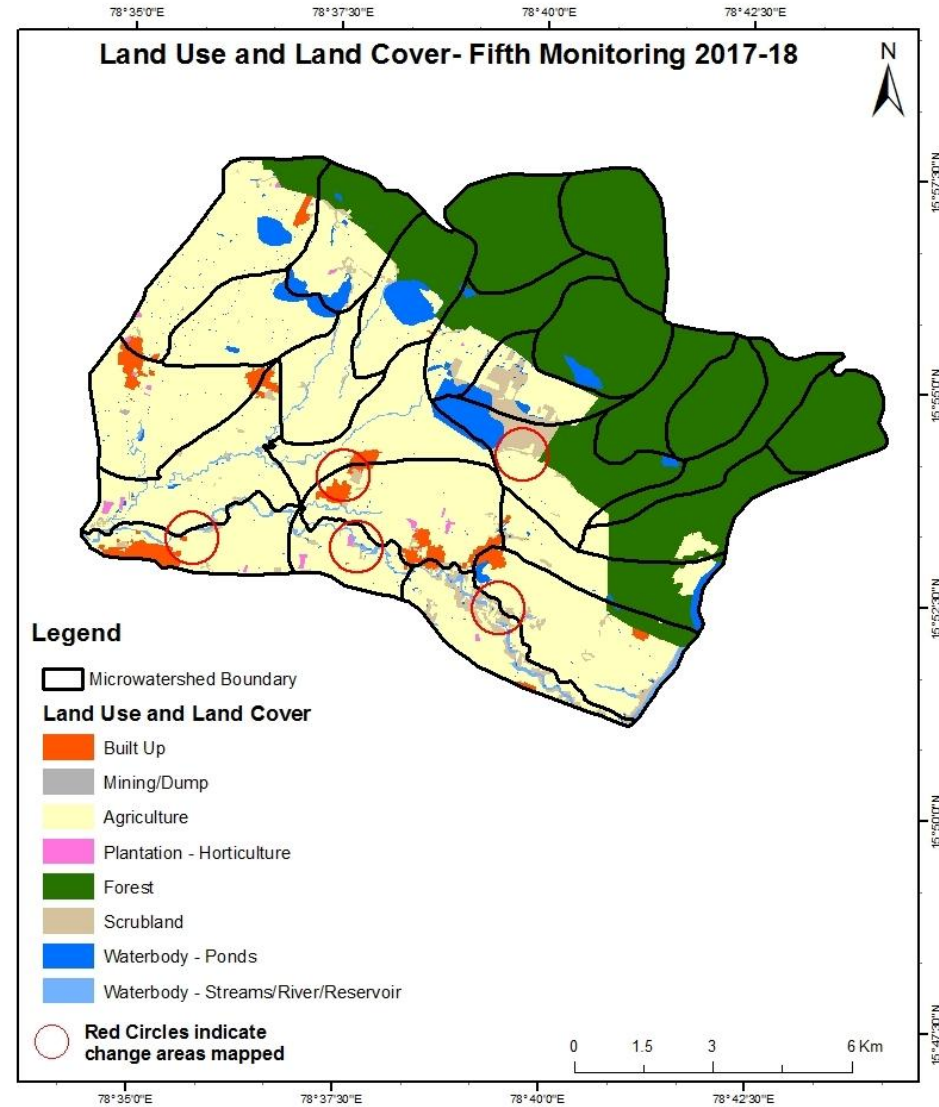 78°35'0"E 78°37'30"E 78°40'0"E 78°42'30"E
Land Use and Land Cover- Fifth Monitoring 2017-18
N
15°57'30"N
15°55'0"N
15°52'30"N
15°50'0"N
15°47'30"N
Legend
Microwatershed Boundary
Land Use and Land Cover
Built Up
Mining/Dump
Agriculture
Plantation - Horticulture
Forest
Scrubland
Waterbody - Ponds
Waterbody - Streams/River/Reservoir
Red Circles indicate
change areas mapped
0 1.5 3 6 Km
78°35'0"E 78°37'30"E 78°40'0"E 78°42'30"E